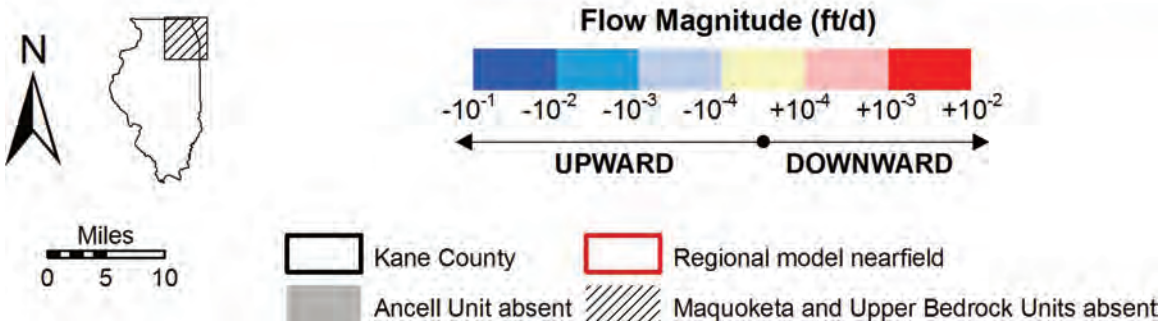 Flow Magnitude (ft/d)
N
-10⁻¹ -10⁻² -10⁻³ -10⁻⁴ +10⁻⁴ +10⁻³ +10⁻²
UPWARD DOWNWARD
Miles
0 5 10
Kane County Regional model nearfield
Ancell Unit absent Maquoketa and Upper Bedrock Units absent